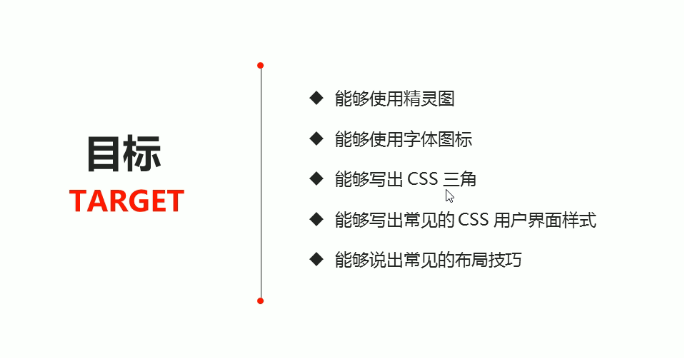 目标
TARGET
◆ 能够使用精灵图
◆ 能够使用字体图标
◆ 能够写出 CSS 三角
◆ 能够写出常见的 CSS 用户界面样式
◆ 能够说出常见的布局技巧